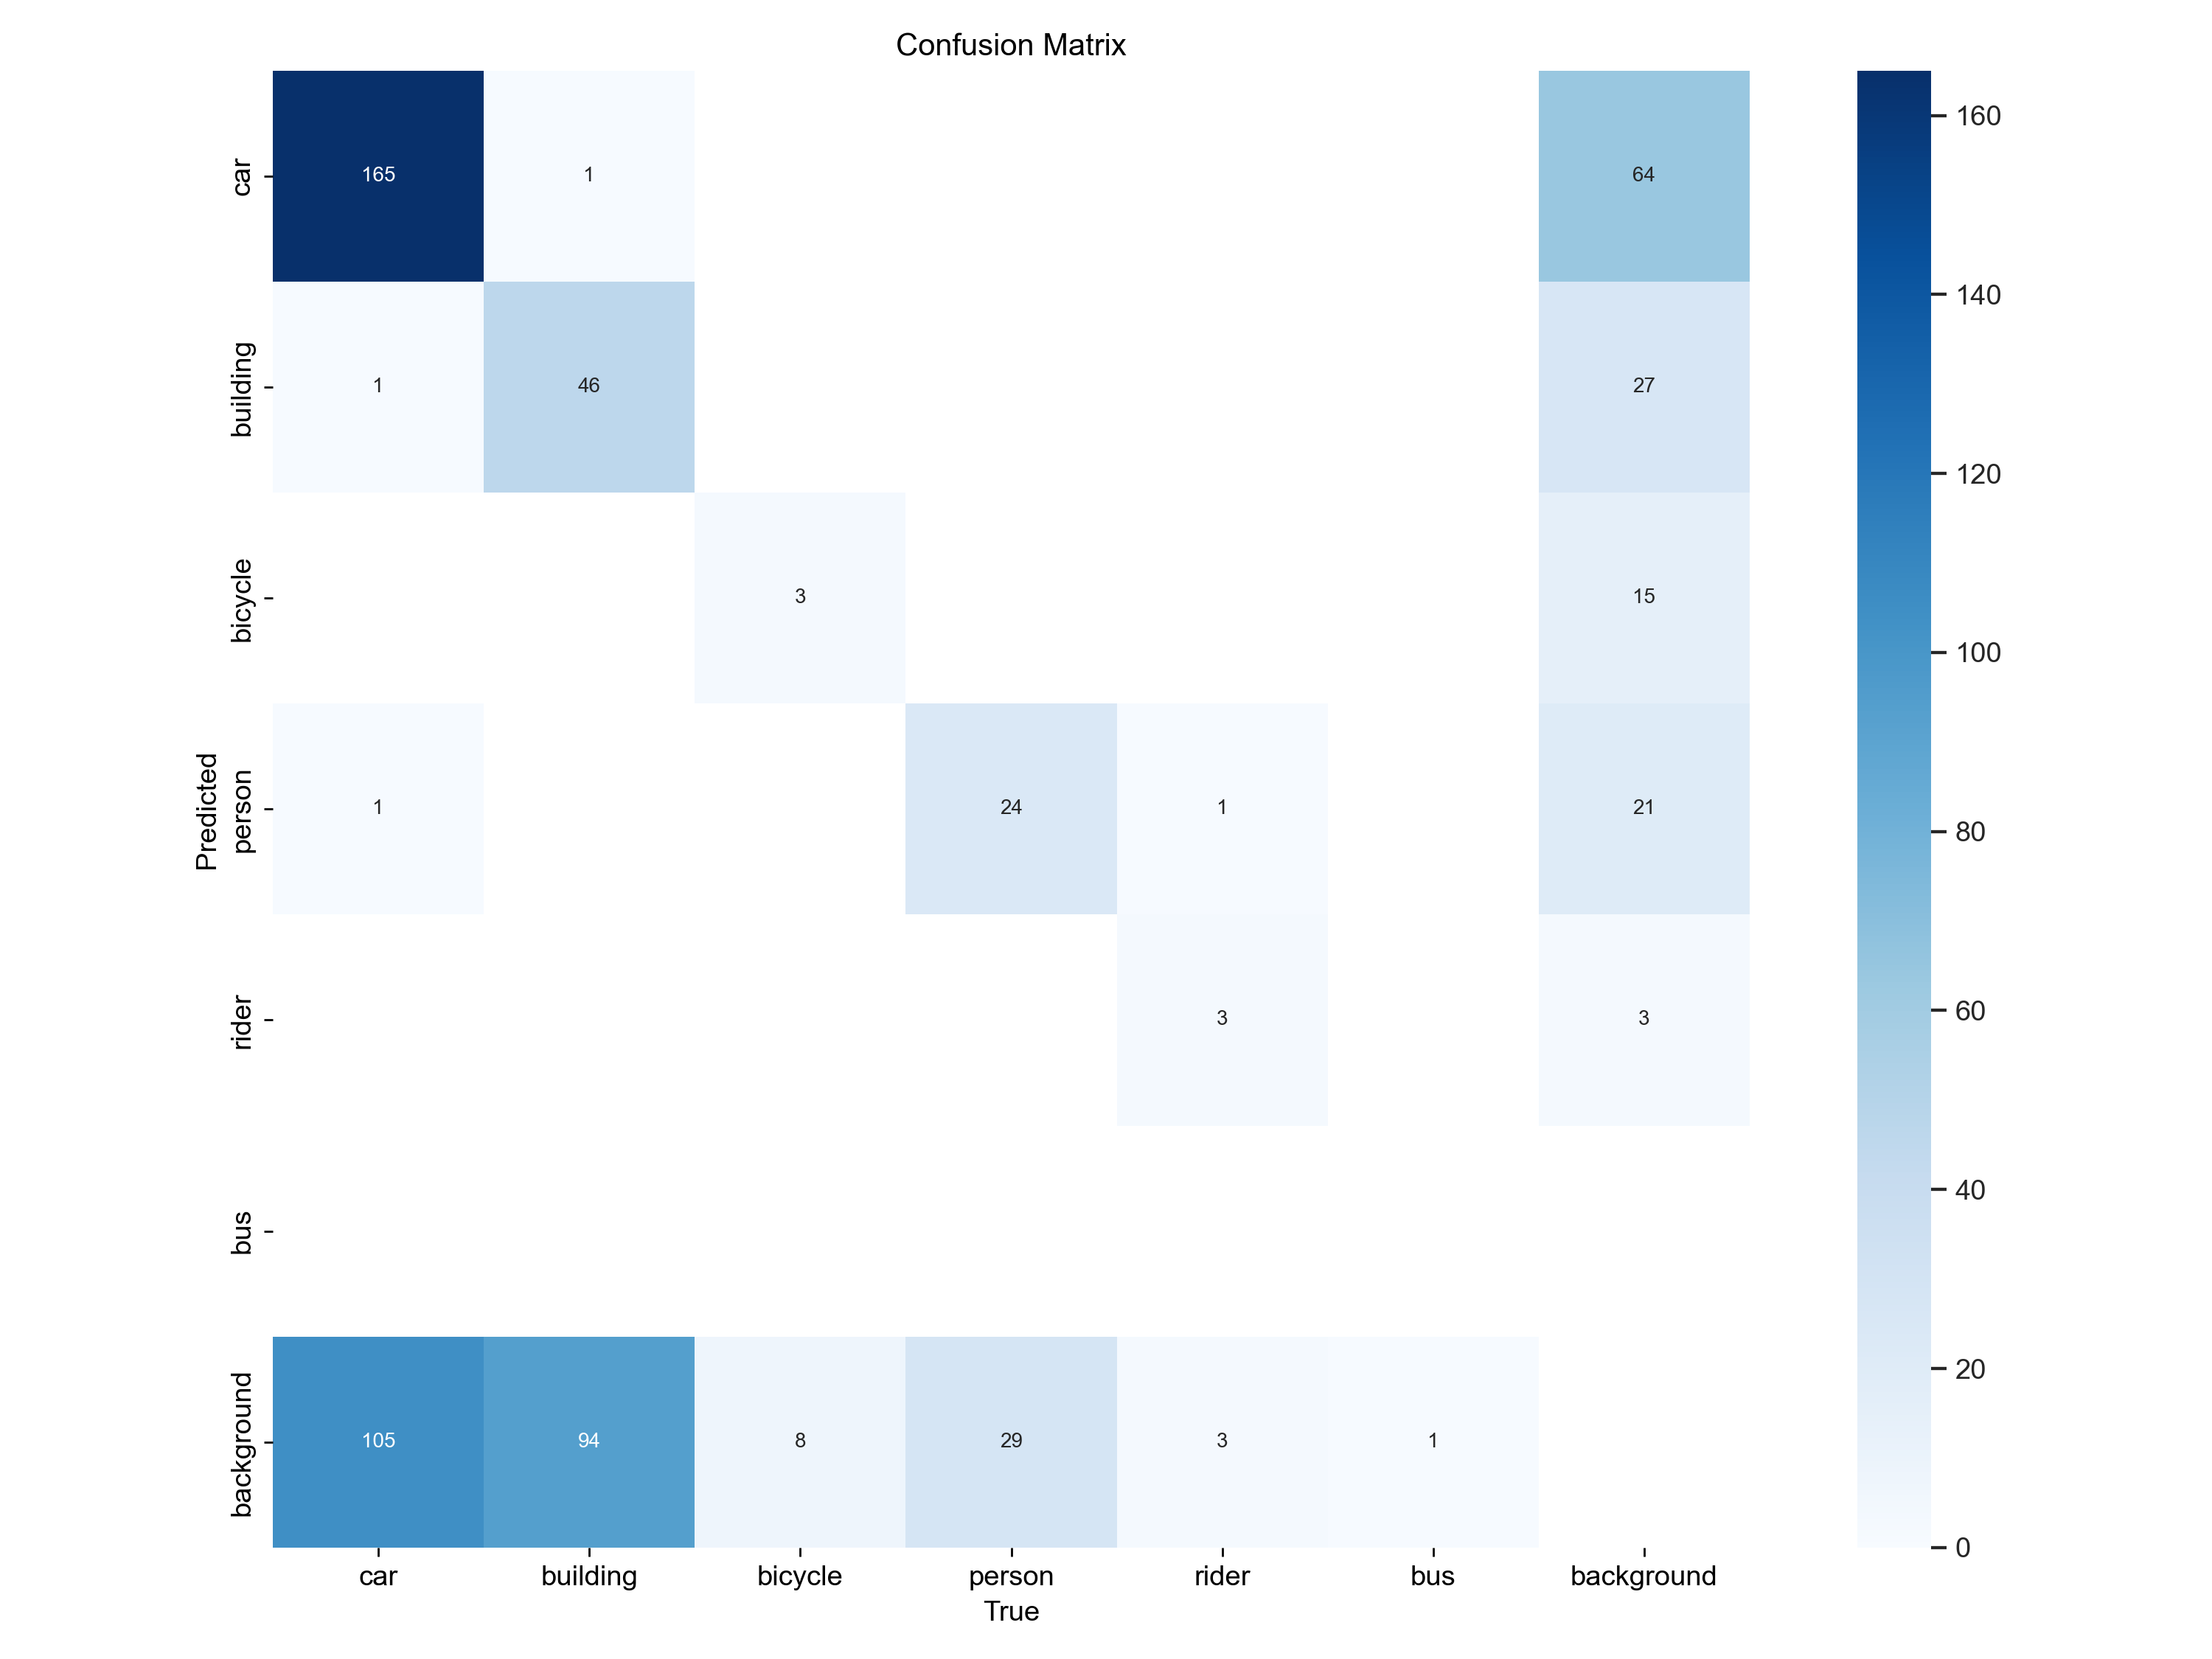 Confusion Matrix
car 165 1 64 160
140
building 1 46 27
120
bicycle 3 15
100
Predicted
person 1 24 1 21
80
rider 3 3
60
bus
40
20
background 105 94 8 29 3 1
0
car building bicycle person rider bus background
True